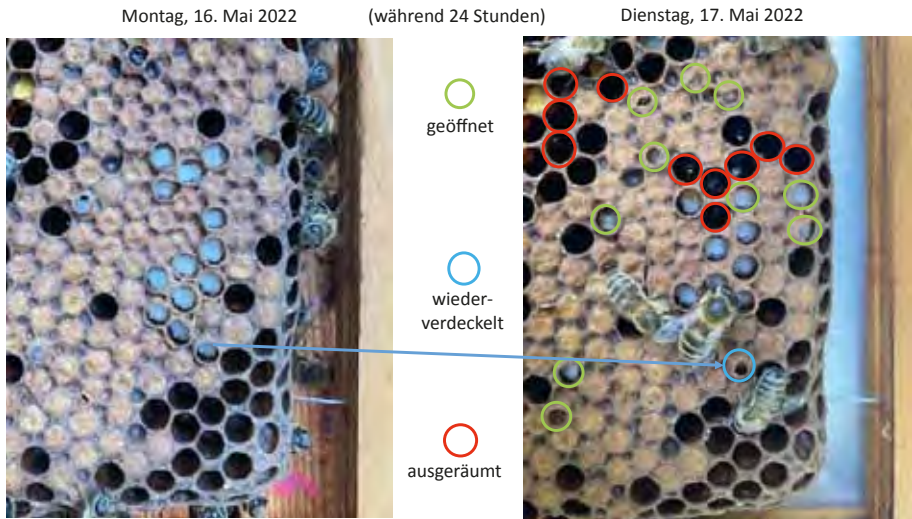 Montag, 16. Mai 2022
(während 24 Stunden)
Dienstag, 17. Mai 2022
geöffnet
wieder-
verdeckelt
ausgeräumt